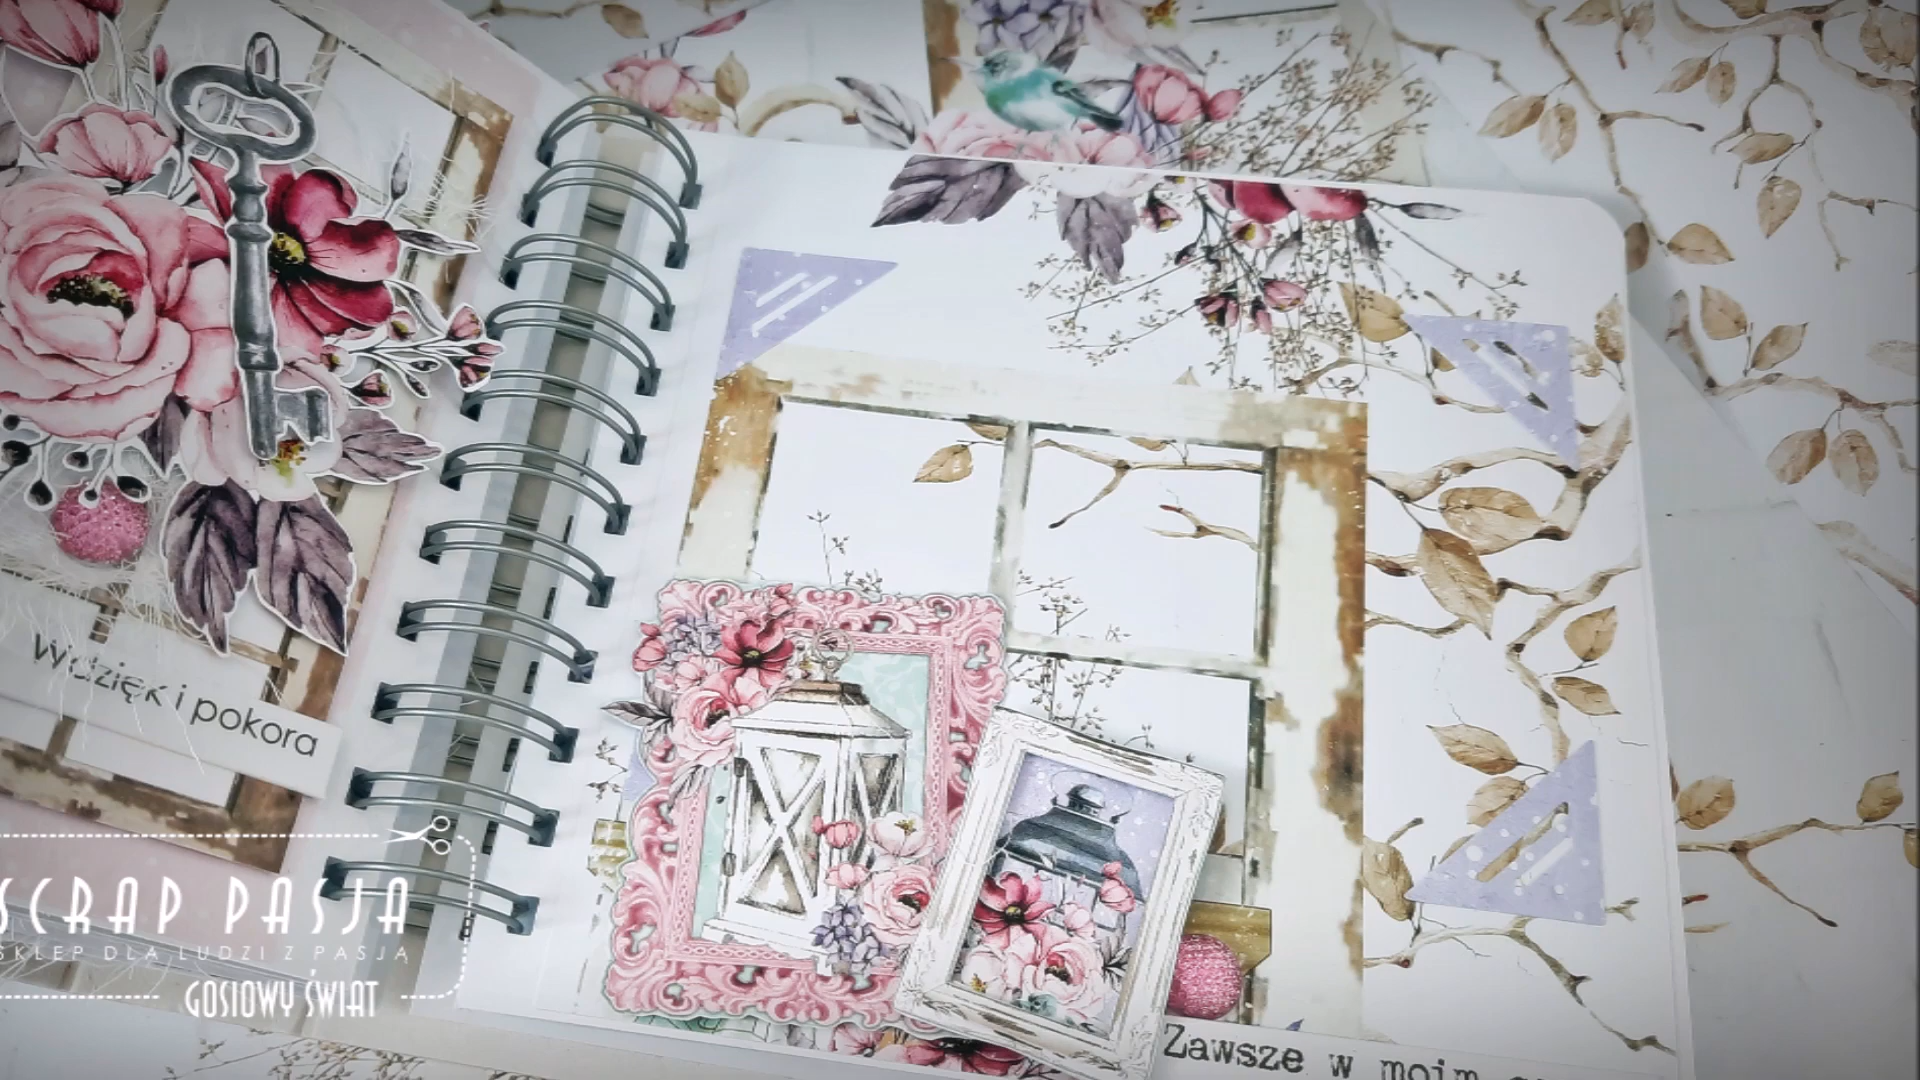 Wdzięk i pokora
SCRAP PASJA
SKLEP DLA LUDZI Z PASJĄ
GOSIOWY ŚWIAT
Zawsze w moim